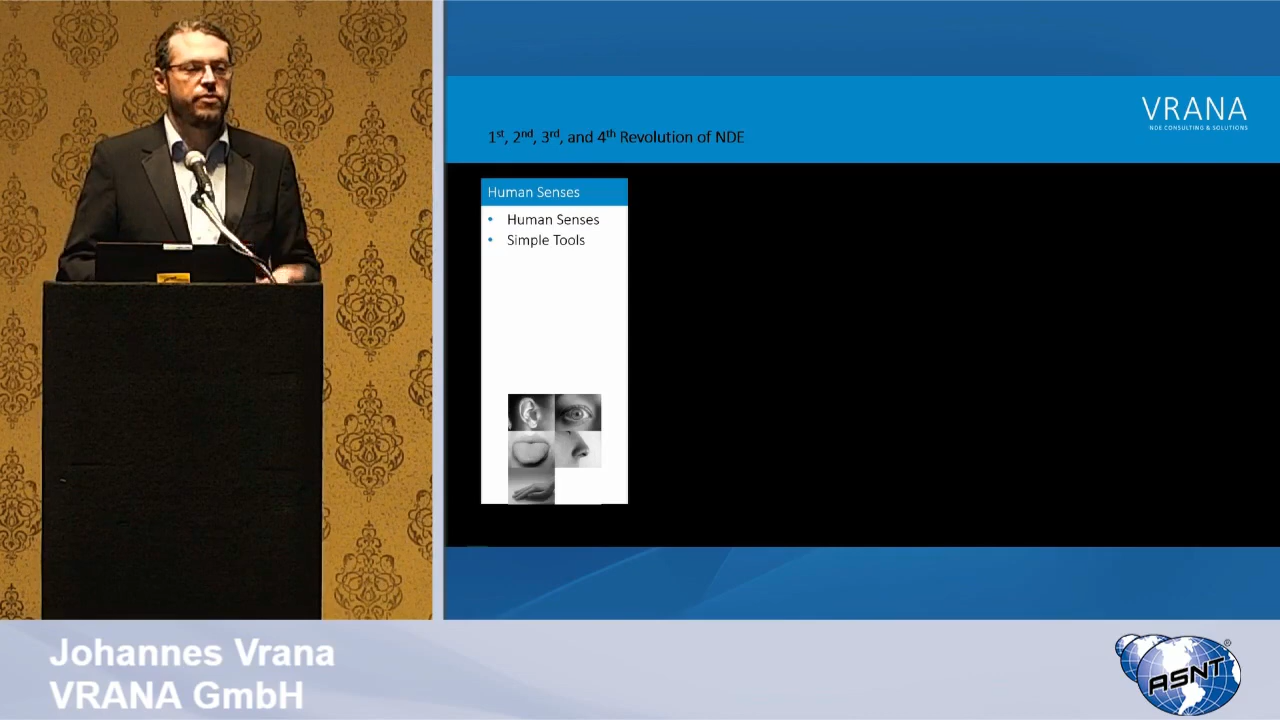 1st, 2nd, 3rd, and 4th Revolution of NDE
VRANA
NDE CONSULTING & SOLUTIONS
Human Senses
• Human Senses
• Simple Tools
Johannes Vrana
VRANA GmbH
ASNT
®